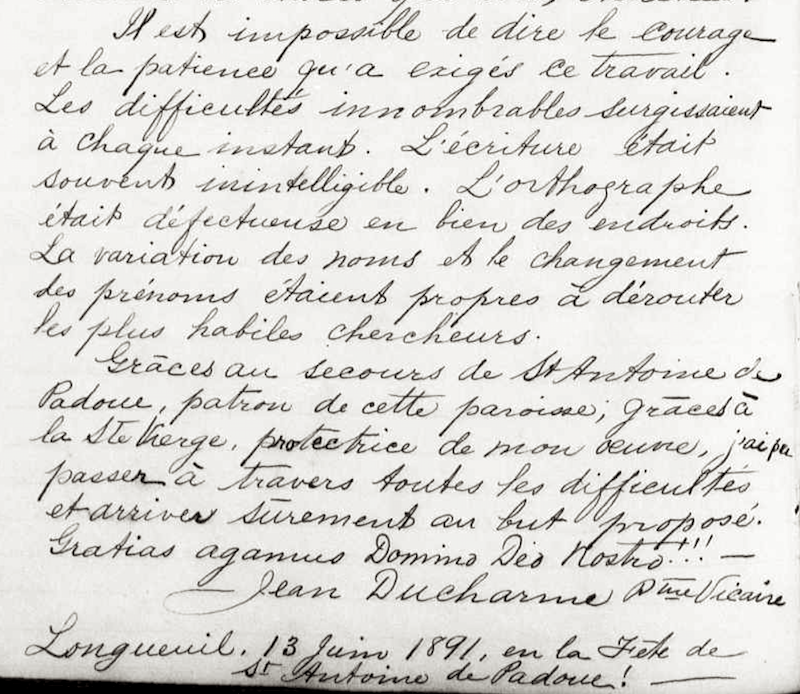 Il est impossible de dire le courage
et la patience qu'a exigés ce travail.
Les difficultés innombrables surgissaient
à chaque instant. L'écriture était
souvent inintelligible. L'orthographe
était défectueuse en bien des endroits.
La variation des noms et le changement
des prénoms étaient propres à dérouter
les plus habiles chercheurs.
Grâces au secours de St Antoine de
Padoue, patron de cette paroisse; grâces à
la Ste Vierge, protectrice de mon œuvre, j'ai pu
passer à travers toutes les difficultés
et arriver sûrement au but proposé.
Gratias agamus Domino Deo Nostro!!! —
Jean Ducharme Ptre Vicaire
Longueuil, 13 Juin 1891, en la Fête de
St Antoine de Padoue! —